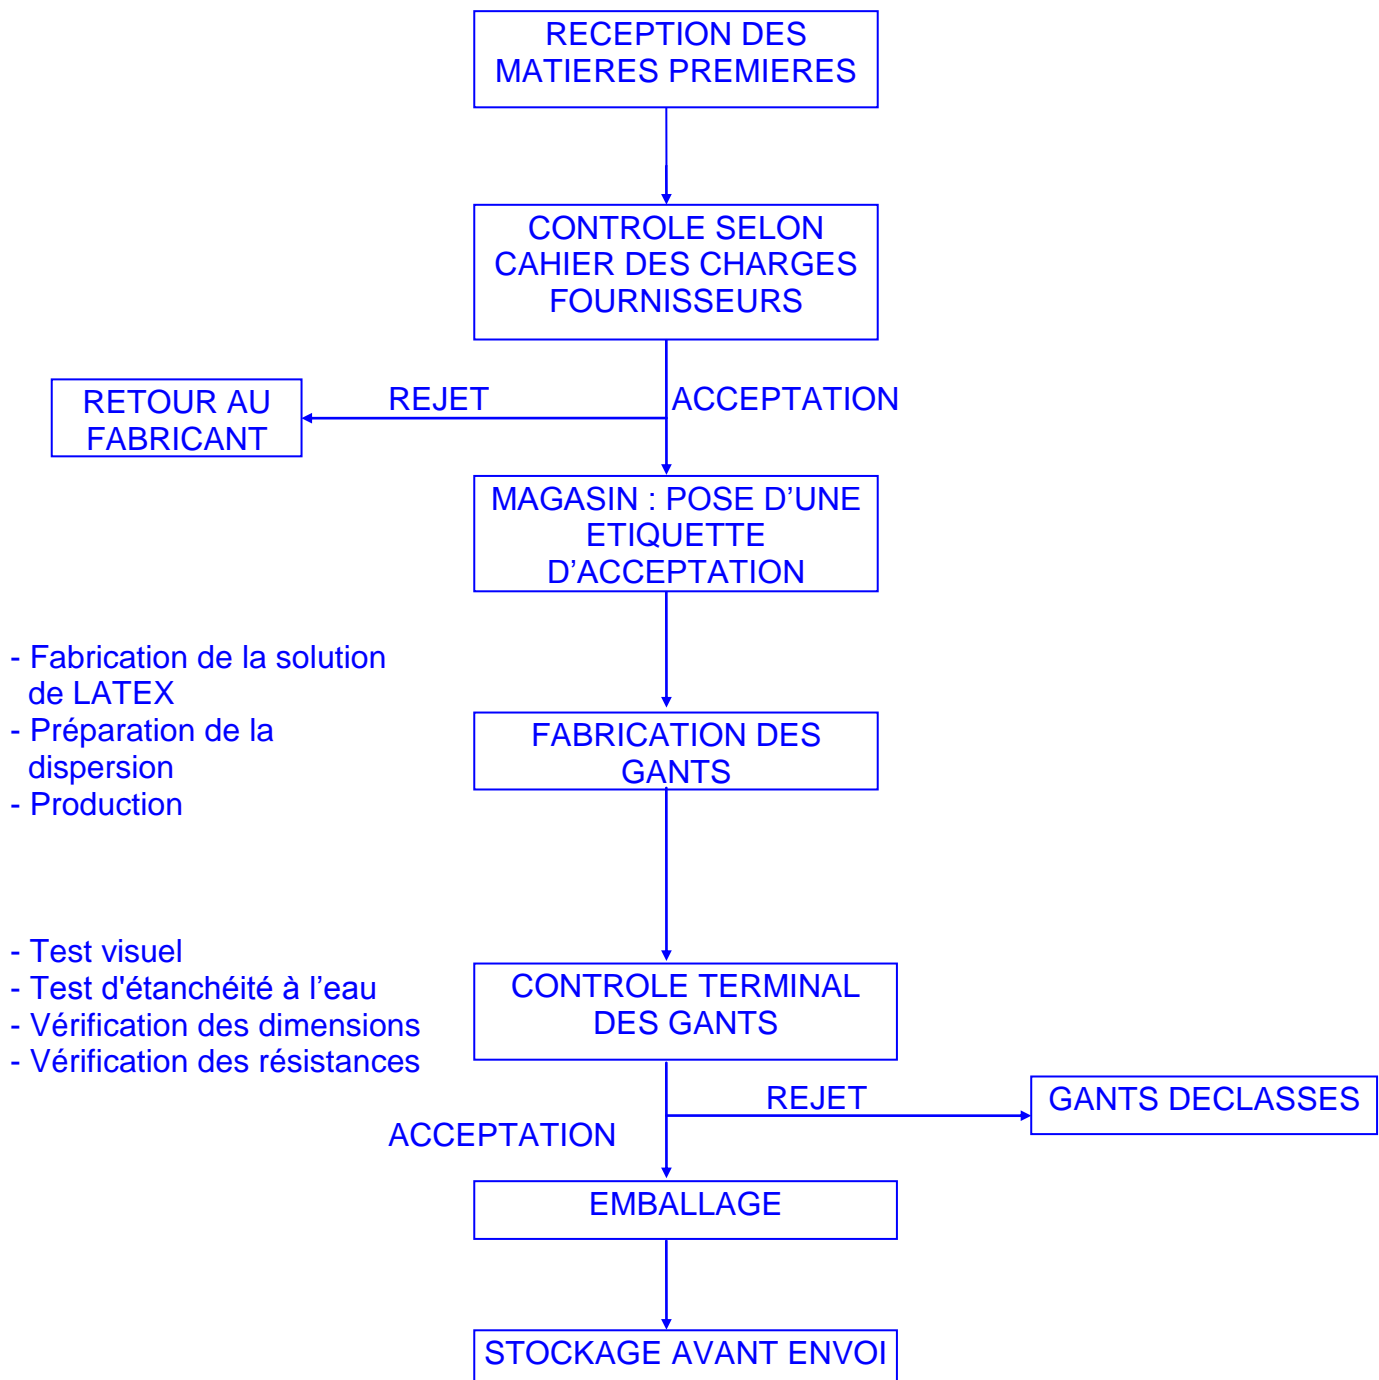 RECEPTION DES
MATIERES PREMIERES
CONTROLE SELON
CAHIER DES CHARGES
FOURNISSEURS
RETOUR AU
FABRICANT
REJET
ACCEPTATION
MAGASIN : POSE D’UNE
ETIQUETTE
D’ACCEPTATION
- Fabrication de la solution
de LATEX
- Préparation de la
dispersion
- Production
FABRICATION DES
GANTS
- Test visuel
- Test d'étanchéité à l’eau
- Vérification des dimensions
- Vérification des résistances
CONTROLE TERMINAL
DES GANTS
REJET
GANTS DECLASSES
ACCEPTATION
EMBALLAGE
STOCKAGE AVANT ENVOI